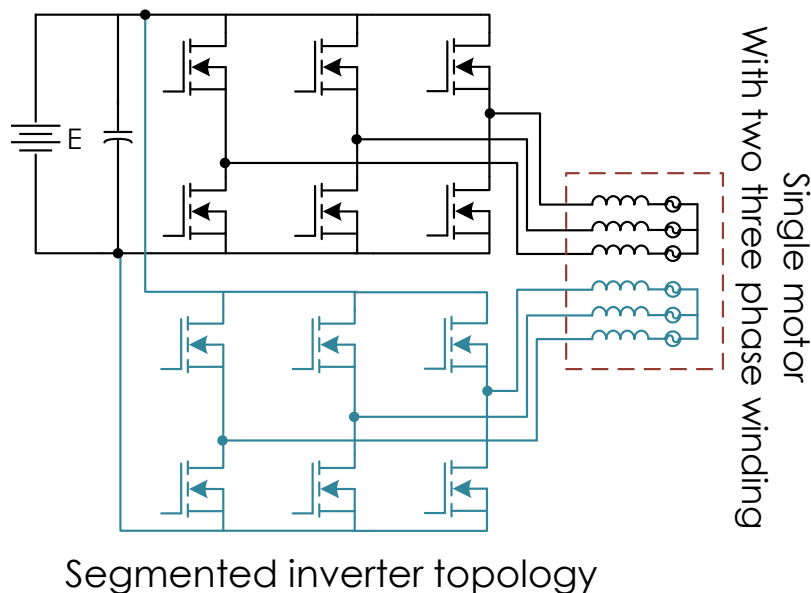 E
Single motor
With two three phase winding
Segmented inverter topology